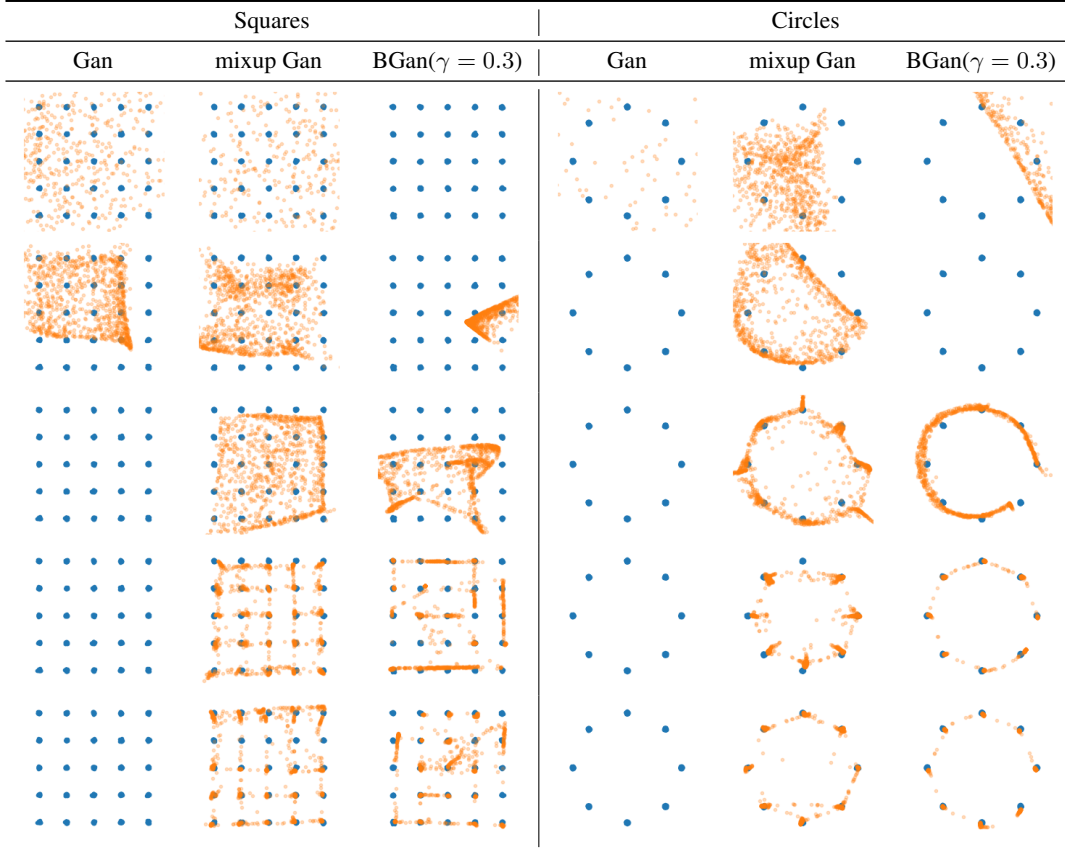 Squares Circles
Gan mixup Gan BGan(γ = 0.3) Gan mixup Gan BGan(γ = 0.3)